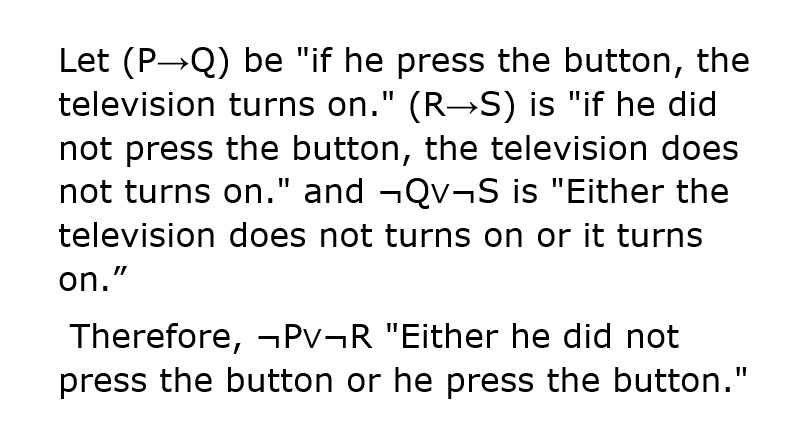 Let (P→Q) be "if he press the button, the
television turns on." (R→S) is "if he did
not press the button, the television does
not turns on." and ¬Q∨¬S is "Either the
television does not turns on or it turns
on.”
Therefore, ¬P∨¬R "Either he did not
press the button or he press the button."